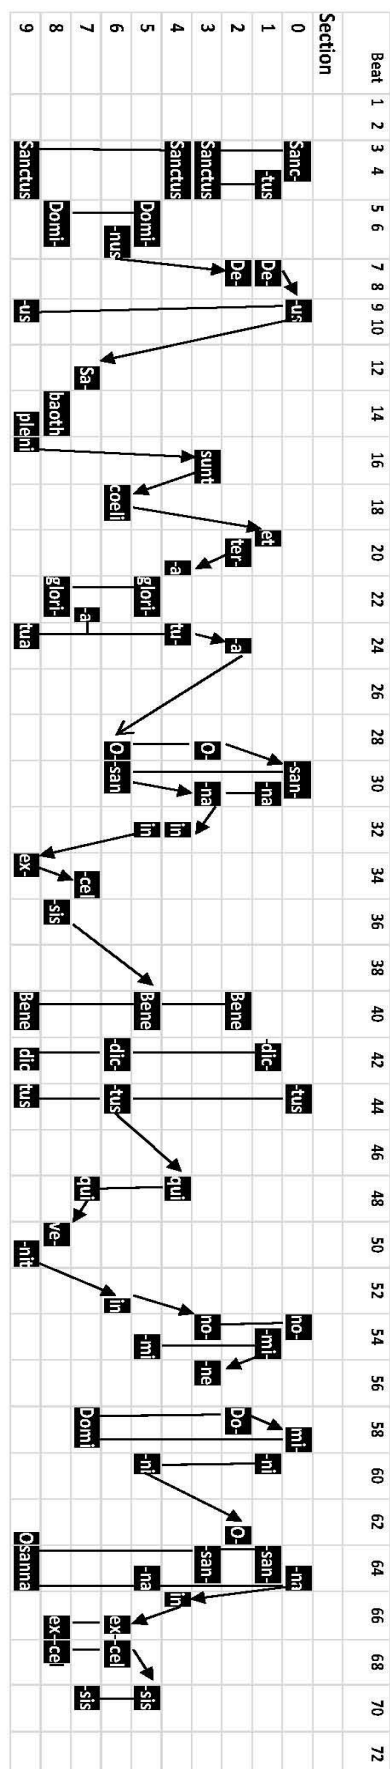 Beat 1 2 3 4 5 6 7 8 9 10 12 14 16 18 20 22 24 26 28 30 32 34 36 38 40 42 44 46 48 50 52 54 56 58 60 62 64 66 68 70 72
Section
0 Sanc- -us -san- -tus no- mi- -na
1 -tus De- et -na -dic- -mi- -ni san-
2 De- ter- -a Bene Do- O-
3 Sanctus sunt O- -na no- -ne -san-
4 Sanctus -a tu- in qui in
5 Domi- glori- in Bene -mi -ni -na -sis
6 -nus coeli O--san -dic- -tus in ex--cel
7 Sa- -a -cel qui Domi -sis
8 Domi- baoth glori- -sis ve- ex--cel
9 Sanctus -us pleni tua ex- Bene dic tus -nit Osanna